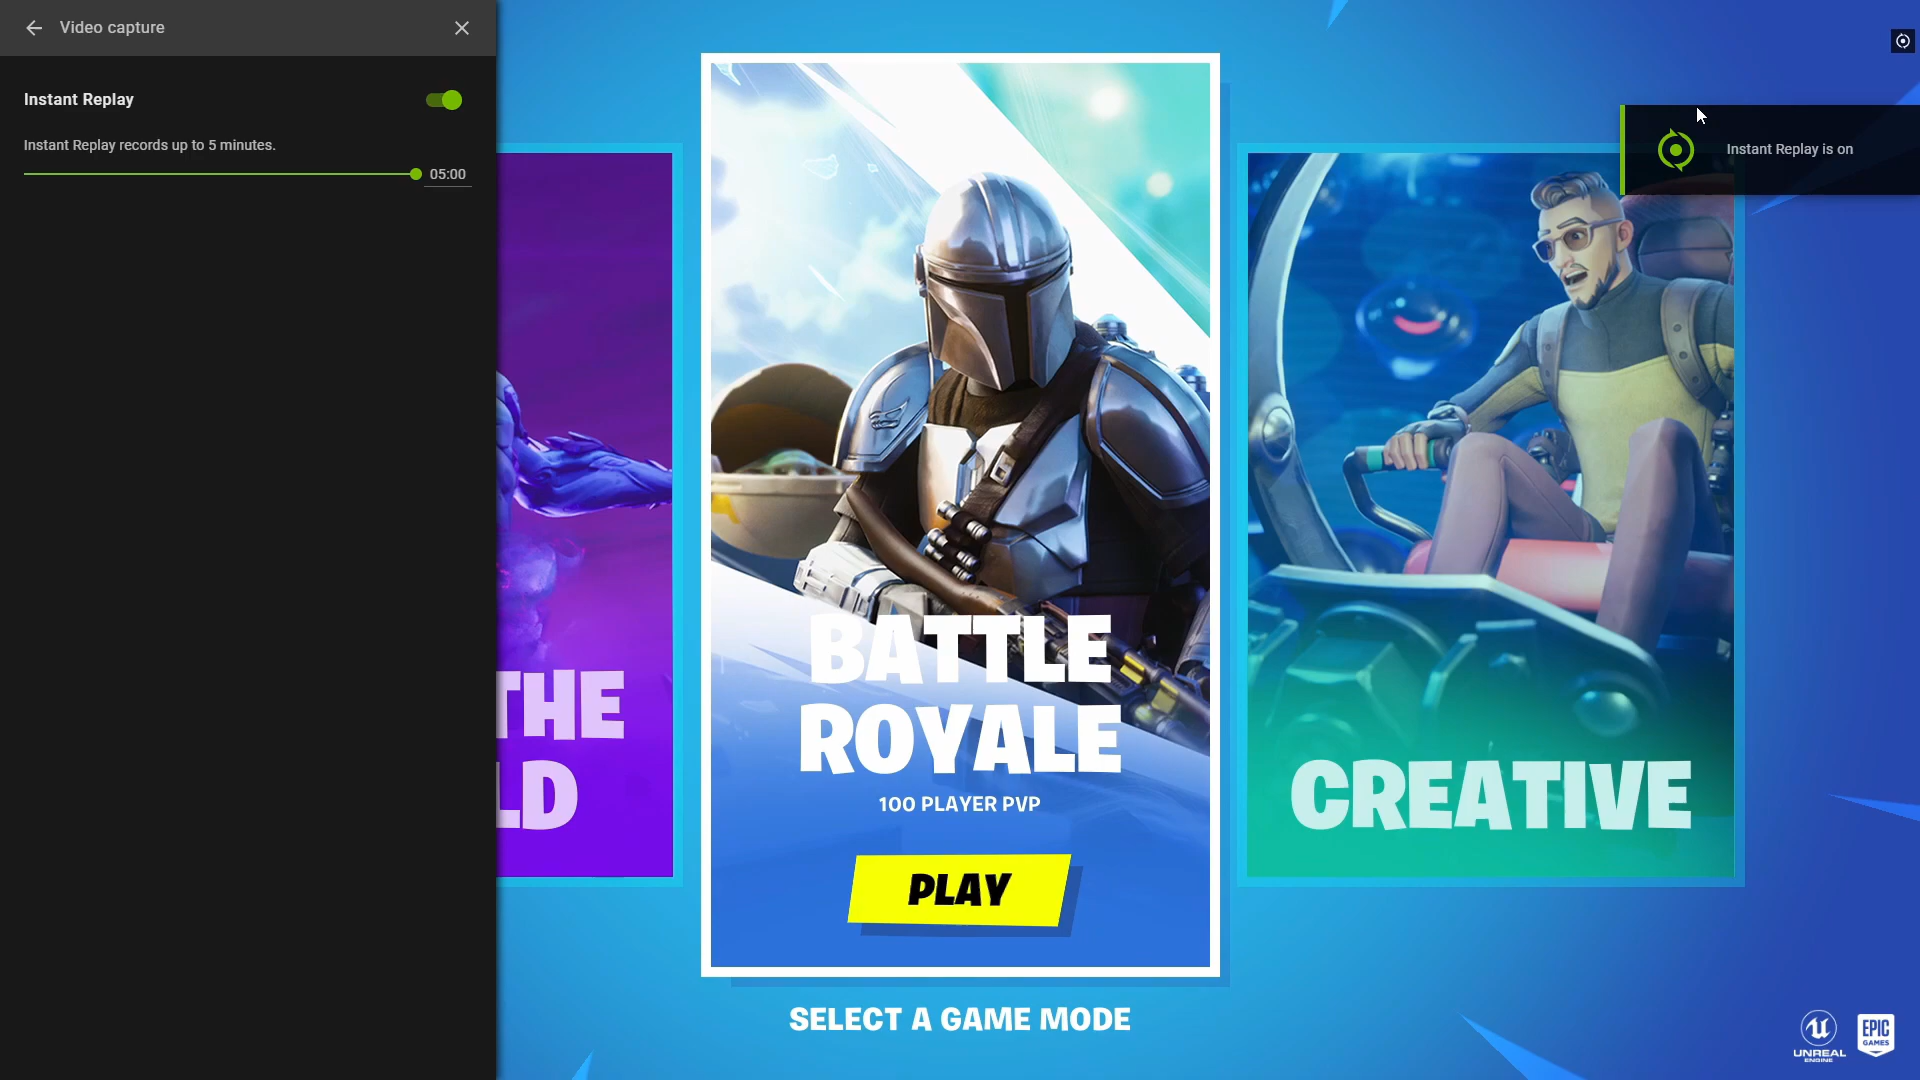 Video capture
Instant Replay
Instant Replay records up to 5 minutes.
05:00
Instant Replay is on
THE
LD
BATTLE
ROYALE
100 PLAYER PVP
PLAY
CREATIVE
SELECT A GAME MODE
UNREAL
ENGINE
EPIC
GAMES